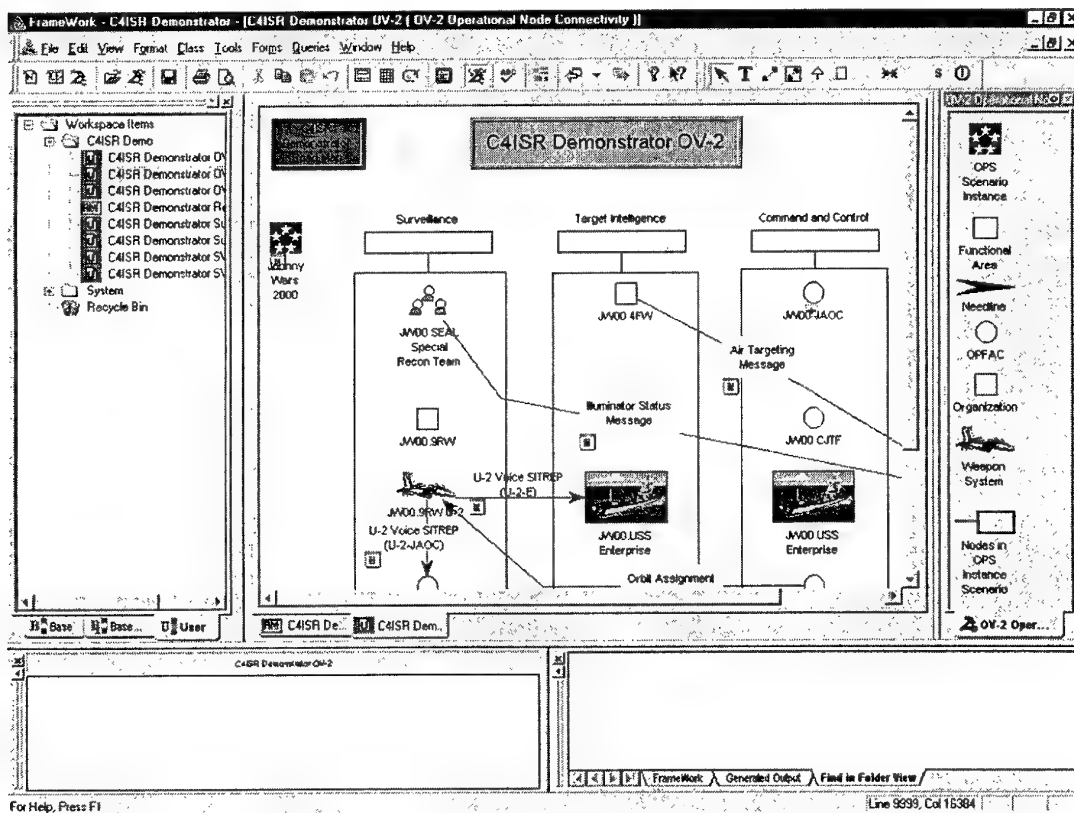 FrameWork - C4ISR Demonstrator - [C4ISR Demonstrator OV-2 ( OV-2 Operational Node Connectivity )]
File Edit View Format Class Tools Forms Queries Window Help
Workspace Items
C4ISR Demo
C4ISR Demonstrator OV
C4ISR Demonstrator OV
C4ISR Demonstrator OV
C4ISR Demonstrator Re
C4ISR Demonstrator Su
C4ISR Demonstrator Su
C4ISR Demonstrator SV
C4ISR Demonstrator SV
System
Recycle Bin
Base
Base...
User
C4ISR Demonstrator OV-2
Surveillance
Target Intelligence
Command and Control
Wars
2000
JW00.SEAL
Special
Recon Team
JW00.4FW
JW00.JAOC
Air Targeting
Message
Illuminator Status
Message
JW00.9RW
JW00.CJTF
U-2 Voice SITREP
(U-2-E)
JW00.9RW U-2
U-2 Voice SITREP
(U-2-JAOC)
JW00.USS
Enterprise
JW00.USS
Enterprise
Orbit Assignment
C4ISR De...
C4ISR Dem...
OPS
Scenario
Instance
Functional
Area
Needline
OPFAC
Organization
Weapon
System
Nodes in
OPS
Instance
Scenario
OV-2 Oper...
C4ISR Demonstrator OV-2
FrameWork
Generated Output
Find in Folder View
For Help, Press F1
Line 9999, Col 16384